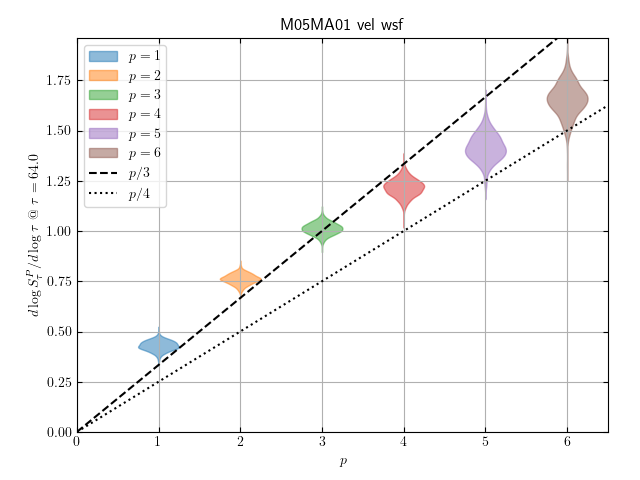 M05MA01 vel wsf
p = 1
p = 2
p = 3
p = 4
p = 5
p = 6
p/3
p/4
d log S_τ^P / d log τ @ τ = 64.0
1.75
1.50
1.25
1.00
0.75
0.50
0.25
0.00
0 1 2 3 4 5 6
p